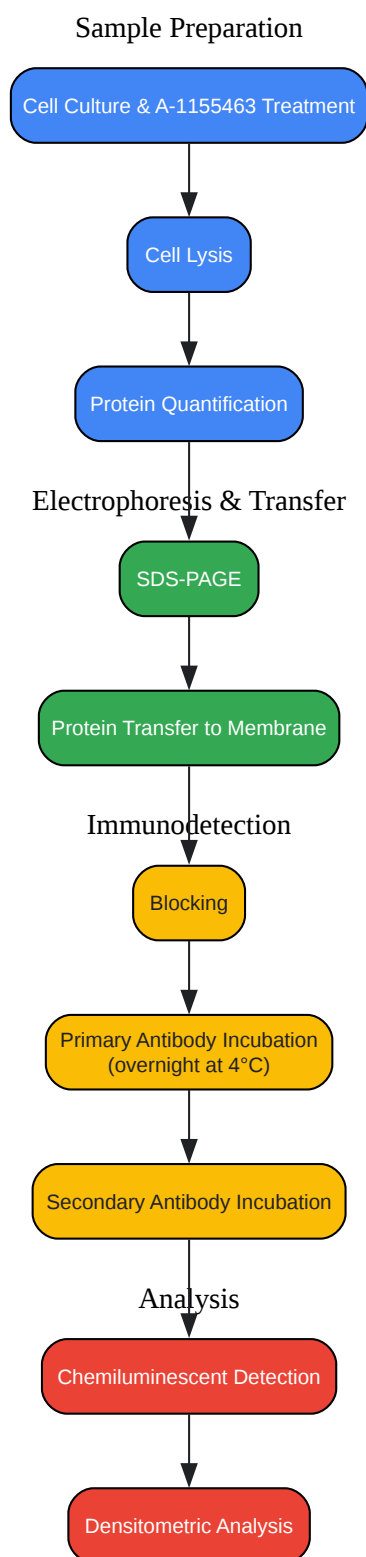 Sample Preparation
Cell Culture & A-1155463 Treatment
Cell Lysis
Protein Quantification
Electrophoresis & Transfer
SDS-PAGE
Protein Transfer to Membrane
Immunodetection
Blocking
Primary Antibody Incubation
(overnight at 4°C)
Secondary Antibody Incubation
Analysis
Chemiluminescent Detection
Densitometric Analysis